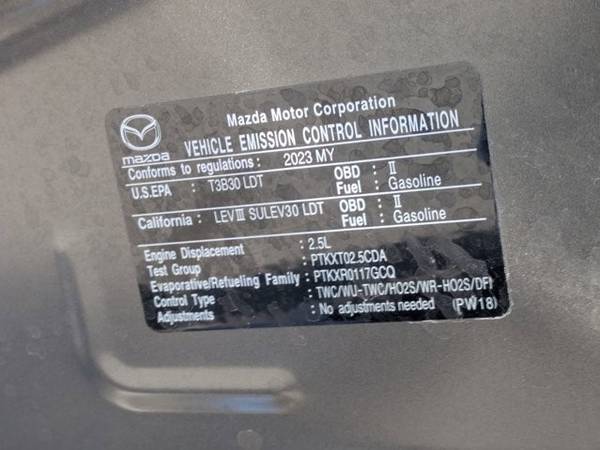 Mazda Motor Corporation
mazda VEHICLE EMISSION CONTROL INFORMATION
Conforms to regulations : 2023 MY
U.S.EPA : T3B30 LDT OBD : II
Fuel : Gasoline
California : LEVIII SULEV30 LDT OBD : II
Fuel : Gasoline
Engine Displacement : 2.5L
Test Group : PTKXT02.5CDA
Evaporative/Refueling Family : PTKXR0117GCQ
Control Type : TWC/WU-TWC/HO2S/WR-HO2S/DFI
Adjustments : No adjustments needed (PW18)